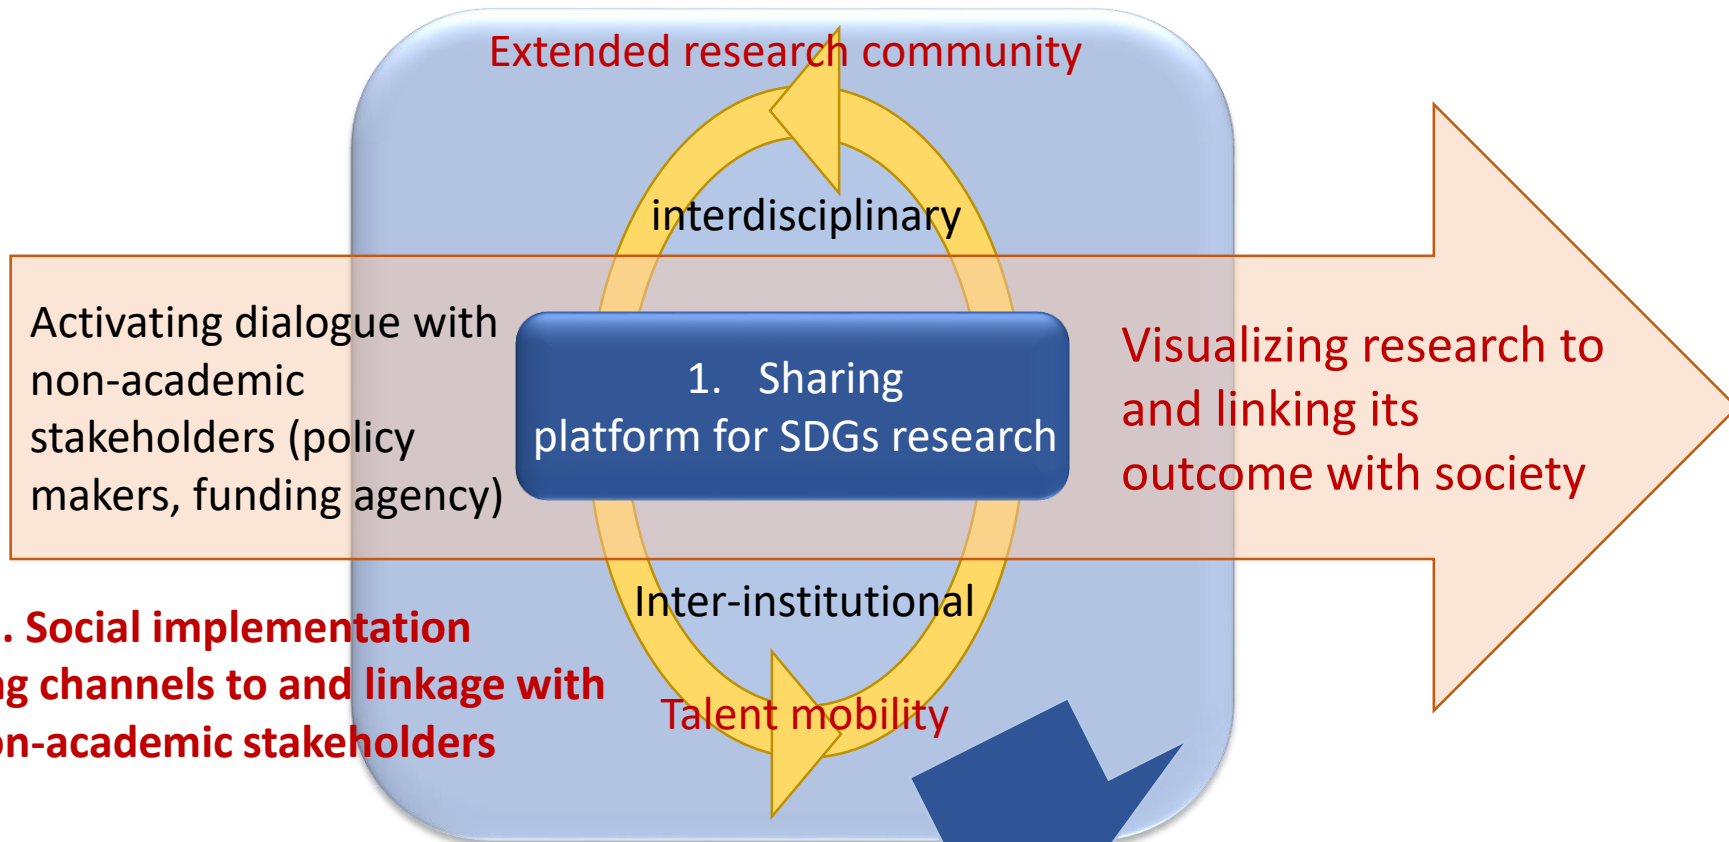 Extended research community
interdisciplinary
Activating dialogue with
non-academic
stakeholders (policy
makers, funding agency)
1. Sharing
platform for SDGs research
Visualizing research to
and linking its
outcome with society
Inter-institutional
. Social implementation
channels to and linkage with
stakeholders
Talent mobility